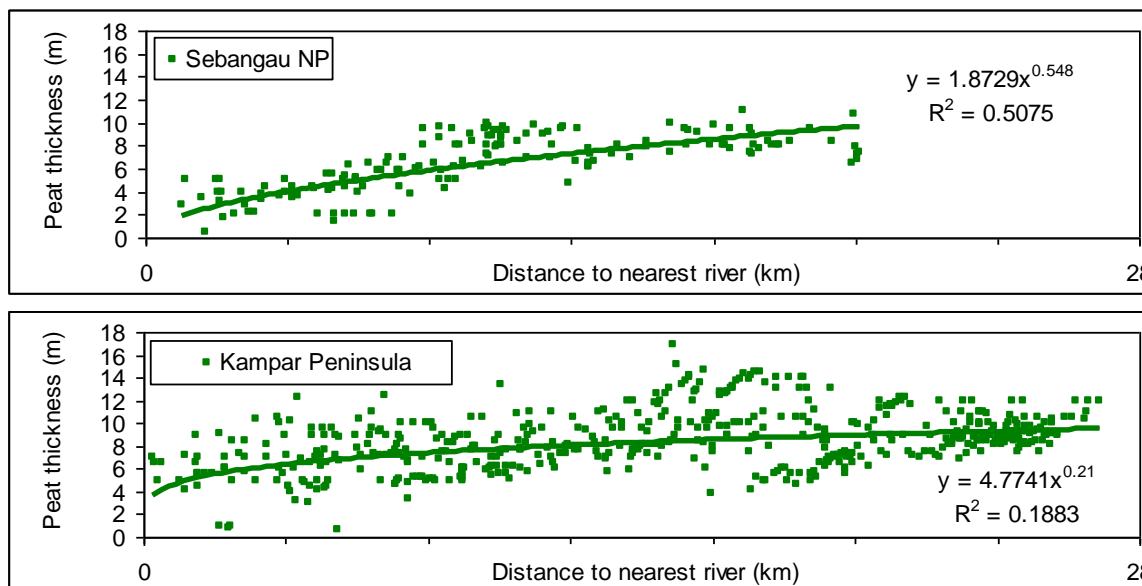 18
16
14
12
10
8
6
4
2
0
Peat thickness (m)
Sebangau NP
y = 1.8729x^0.548
R^2 = 0.5075
0
Distance to nearest river (km)
28
18
16
14
12
10
8
6
4
2
0
Peat thickness (m)
Kampar Peninsula
y = 4.7741x^0.21
R^2 = 0.1883
0
Distance to nearest river (km)
28